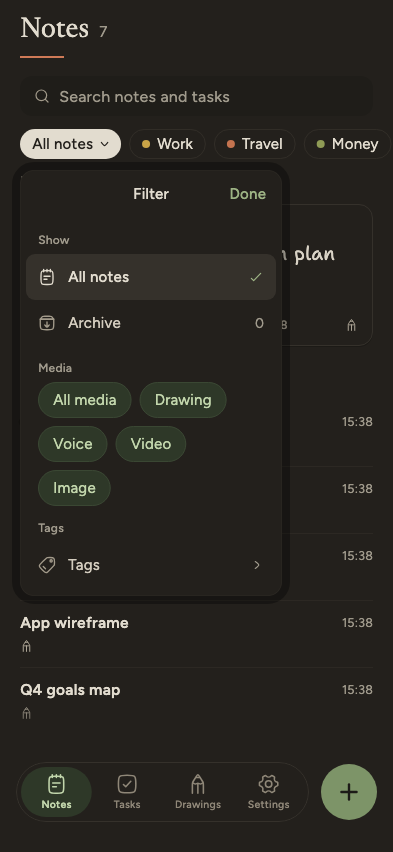 Notes 7
Search notes and tasks
All notes Work Travel Money
Filter Done
Show
plan
All notes
Archive 0
Media
All media Drawing
15:38
Voice Video
Image
15:38
Tags
Tags
15:38
App wireframe 15:38
Q4 goals map 15:38
Notes Tasks Drawings Settings